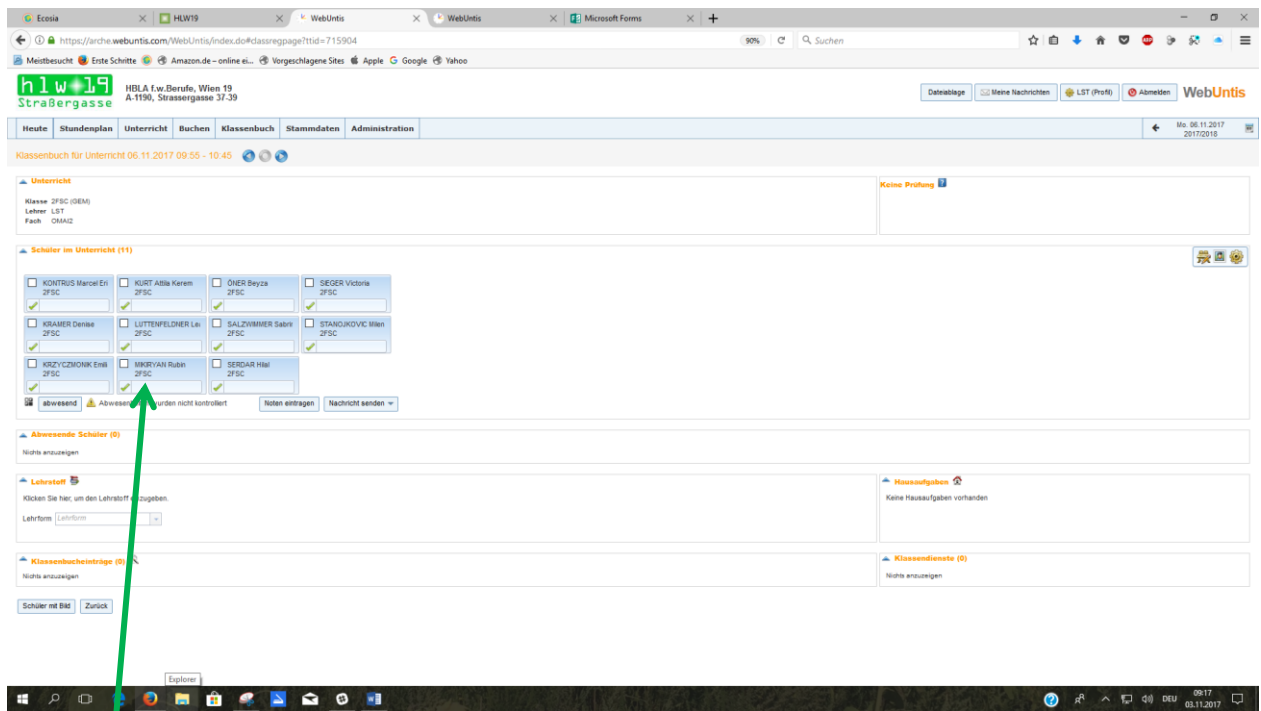 Ecosia
HLW19
WebUntis
WebUntis
Microsoft Forms
https://arche.webuntis.com/WebUntis/index.do#classregpage?ttid=715904
90%
Suchen
Meistbesucht Erste Schritte Amazon.de – online ei... Vorgeschlagene Sites Apple Google Yahoo
hlw 19
Straßergasse
HBLA f.w.Berufe, Wien 19
A-1190, Strassergasse 37-39
Dateiablage Meine Nachrichten LST (Profil) Abmelden WebUntis
Heute Stundenplan Unterricht Buchen Klassenbuch Stammdaten Administration
Mo. 06.11.2017
2017/2018
Klassenbuch für Unterricht 06.11.2017 09:55 - 10:45
Unterricht
Keine Prüfung
Klasse 2FSC (GEM)
Lehrer LST
Fach OMAI2
Schüler im Unterricht (11)
KONTRUS Marcel Eri KURT Attila Kerem ÖNER Beyza SIEGER Victoria
2FSC 2FSC 2FSC 2FSC
KRAMER Denise LUTTENFELDNER Lau SALZWIMMER Sabrin STANOJKOVIC Milen
2FSC 2FSC 2FSC 2FSC
KRZYCZMONIK Emili MIKIRYAN Rubin SERDAR Hilal
2FSC 2FSC 2FSC
abwesend wurden nicht kontrolliert Noten eintragen Nachricht senden
Abwesende Schüler (0)
Nichts anzuzeigen
Lehrstoff
Hausaufgaben
Klicken Sie hier, um den Lehrstoff anzugeben.
Keine Hausaufgaben vorhanden
Lehrform Lehrform
Klassenbucheinträge (0)
Klassendienste (0)
Nichts anzuzeigen
Nichts anzuzeigen
Schüler mit Bild Zurück
Explorer
DEU
09:17
03.11.2017